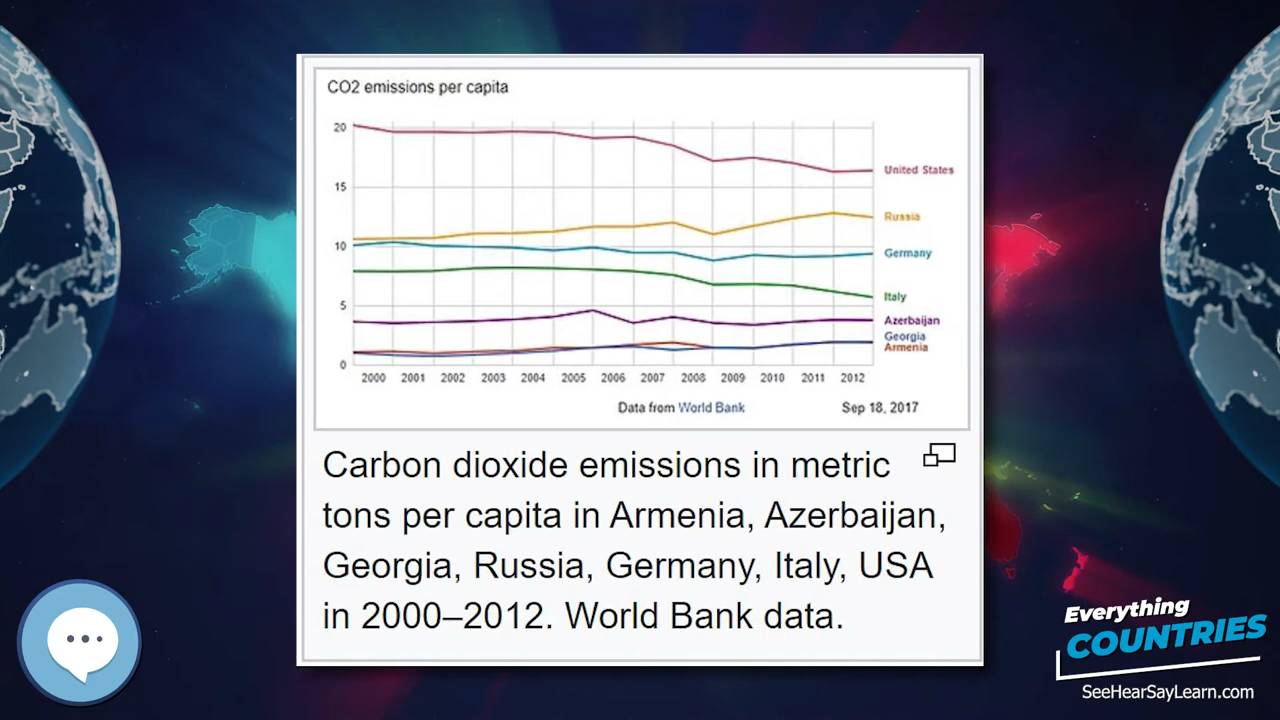 CO2 emissions per capita
20
15
10
5
0
United States
Russia
Germany
Italy
Azerbaijan
Georgia
Armenia
2000 2001 2002 2003 2004 2005 2006 2007 2008 2009 2010 2011 2012
Data from World Bank Sep 18, 2017
Carbon dioxide emissions in metric
tons per capita in Armenia, Azerbaijan,
Georgia, Russia, Germany, Italy, USA
in 2000–2012. World Bank data.
Everything
COUNTRIES
SeeHearSayLearn.com